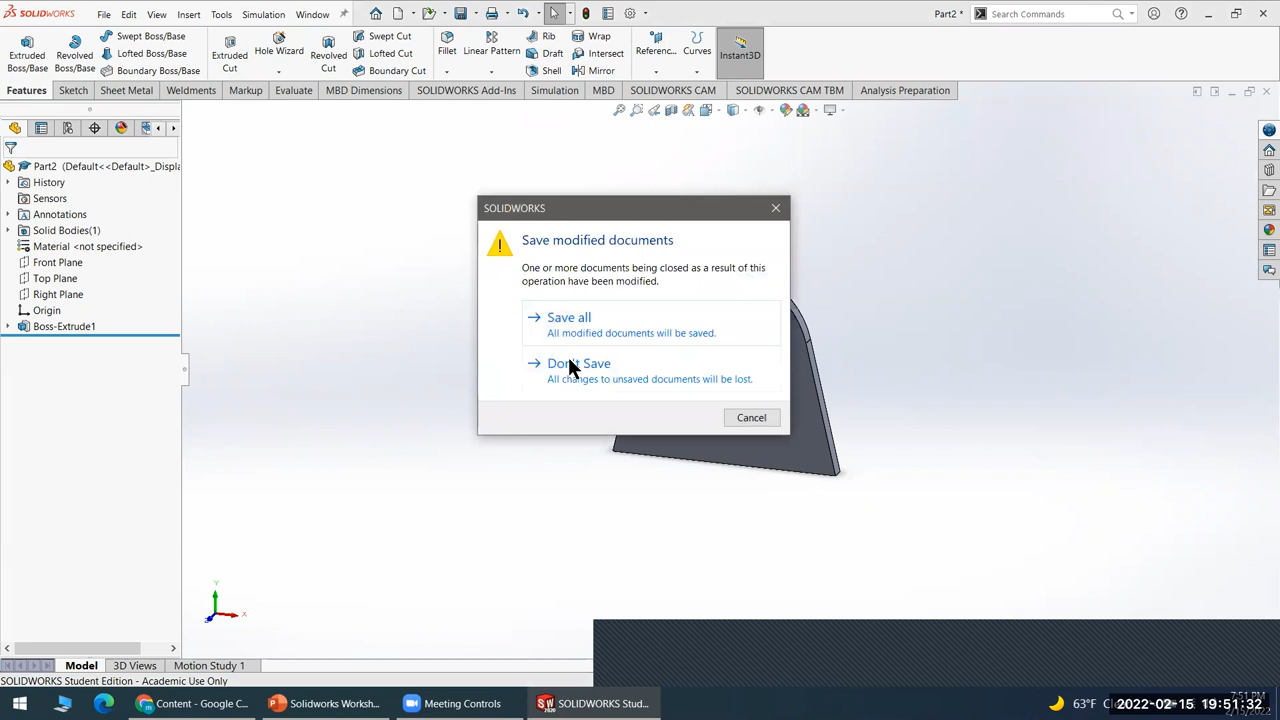 SOLIDWORKS File Edit View Insert Tools Simulation Window Part2 * Search Commands
Extruded Boss/Base
Revolved Boss/Base
Swept Boss/Base
Lofted Boss/Base
Boundary Boss/Base
Extruded Cut
Hole Wizard
Revolved Cut
Swept Cut
Lofted Cut
Boundary Cut
Fillet
Linear Pattern
Rib
Draft
Shell
Wrap
Intersect
Mirror
Referenc...
Curves
Instant3D
Features Sketch Sheet Metal Weldments Markup Evaluate MBD Dimensions SOLIDWORKS Add-Ins Simulation MBD SOLIDWORKS CAM SOLIDWORKS CAM TBM Analysis Preparation
Part2 (Default<<Default>_Displa
History
Sensors
Annotations
Solid Bodies(1)
Material <not specified>
Front Plane
Top Plane
Right Plane
Origin
Boss-Extrude1
SOLIDWORKS
Save modified documents
One or more documents being closed as a result of this
operation have been modified.
Save all
All modified documents will be saved.
Don't Save
All changes to unsaved documents will be lost.
Cancel
Y
X
Z
Model 3D Views Motion Study 1
SOLIDWORKS Student Edition - Academic Use Only
Content - Google C... Solidworks Worksh... Meeting Controls SOLIDWORKS Stud... 63°F
2022-02-15 19:51:32